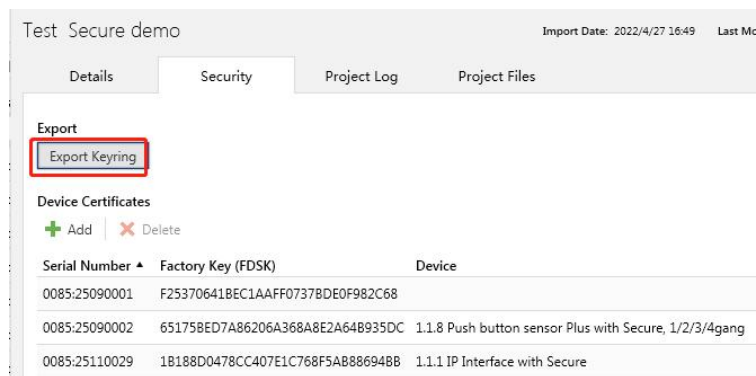 Test Secure demo Import Date: 2022/4/27 16:49 Last Mo
Details Security Project Log Project Files
Export
Export Keyring
Device Certificates
Add Delete
Serial Number Factory Key (FDSK) Device
0085:25090001 F25370641BEC1AAFF0737BDE0F982C68
0085:25090002 65175BED7A86206A368A8E2A64B935DC 1.1.8 Push button sensor Plus with Secure, 1/2/3/4gang
0085:25110029 1B188D0478CC407E1C768F5AB88694BB 1.1.1 IP Interface with Secure